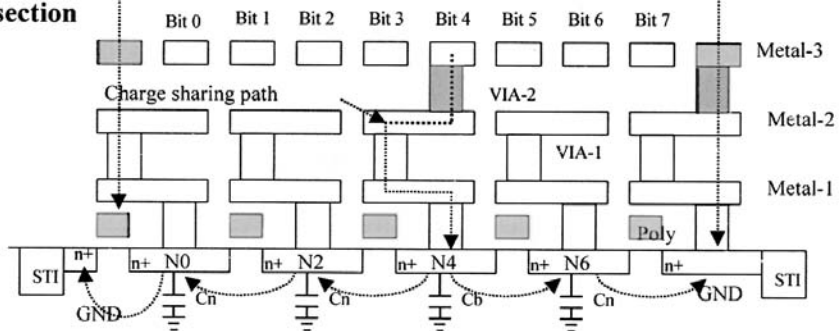 section
Bit 0 Bit 1 Bit 2 Bit 3 Bit 4 Bit 5 Bit 6 Bit 7
Metal-3
Charge sharing path
VIA-2
Metal-2
VIA-1
Metal-1
Poly
STI n+ n+ N0 n+ N2 n+ N4 n+ N6 n+ STI
GND Cn Cn Cb Cn GND